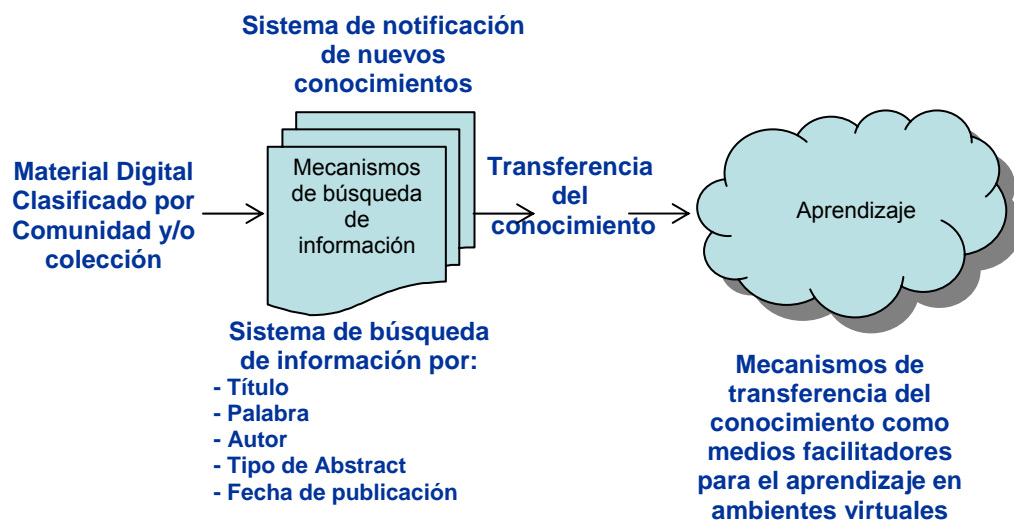 Sistema de notificación
de nuevos
conocimientos
Material Digital
Clasificado por
Comunidad y/o
colección
Mecanismos
de búsqueda
de
información
Transferencia
del
conocimiento
Aprendizaje
Sistema de búsqueda
de información por:
- Título
- Palabra
- Autor
- Tipo de Abstract
- Fecha de publicación
Mecanismos de
transferencia del
conocimiento como
medios facilitadores
para el aprendizaje en
ambientes virtuales